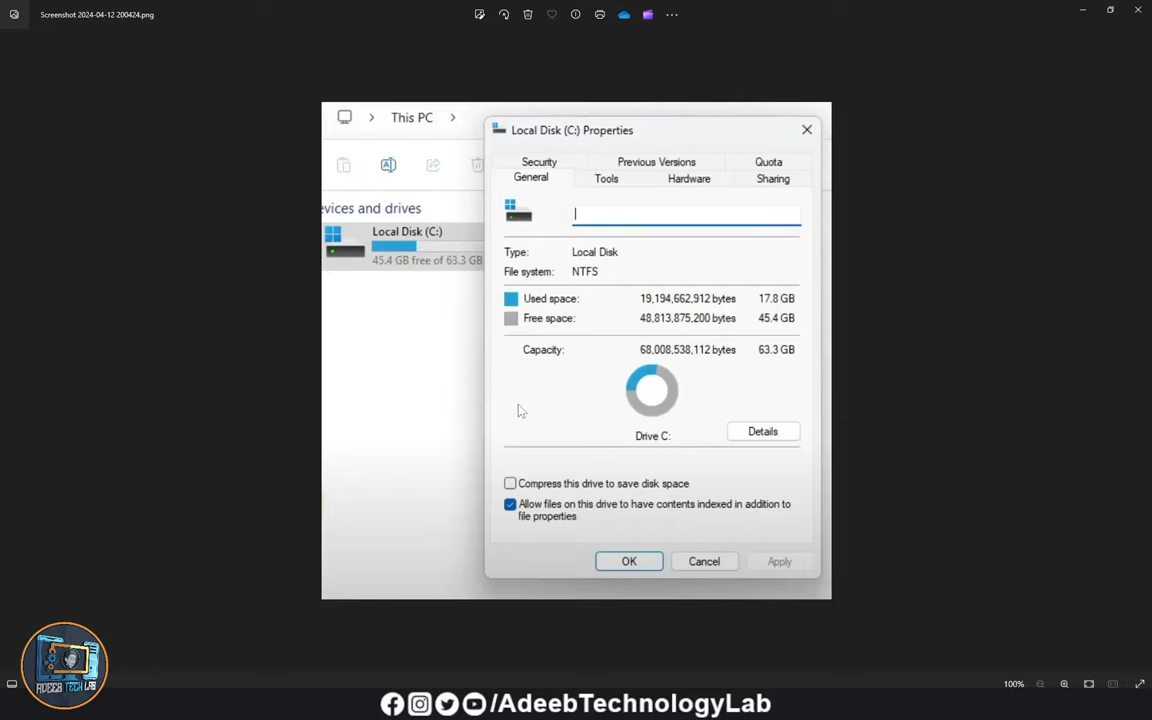 Screenshot 2024-04-12 200424.png
This PC
Local Disk (C:) Properties
Security
Previous Versions
Quota
General
Tools
Hardware
Sharing
evices and drives
Local Disk (C:)
45.4 GB free of 63.3 GB
Type: Local Disk
File system: NTFS
Used space: 19,194,662,912 bytes 17.8 GB
Free space: 48,813,875,200 bytes 45.4 GB
Capacity: 68,008,538,112 bytes 63.3 GB
Drive C:
Details
Compress this drive to save disk space
Allow files on this drive to have contents indexed in addition to
file properties
OK
Cancel
Apply
ADEEB TECH LAB
100%
/AdeebTechnologyLab